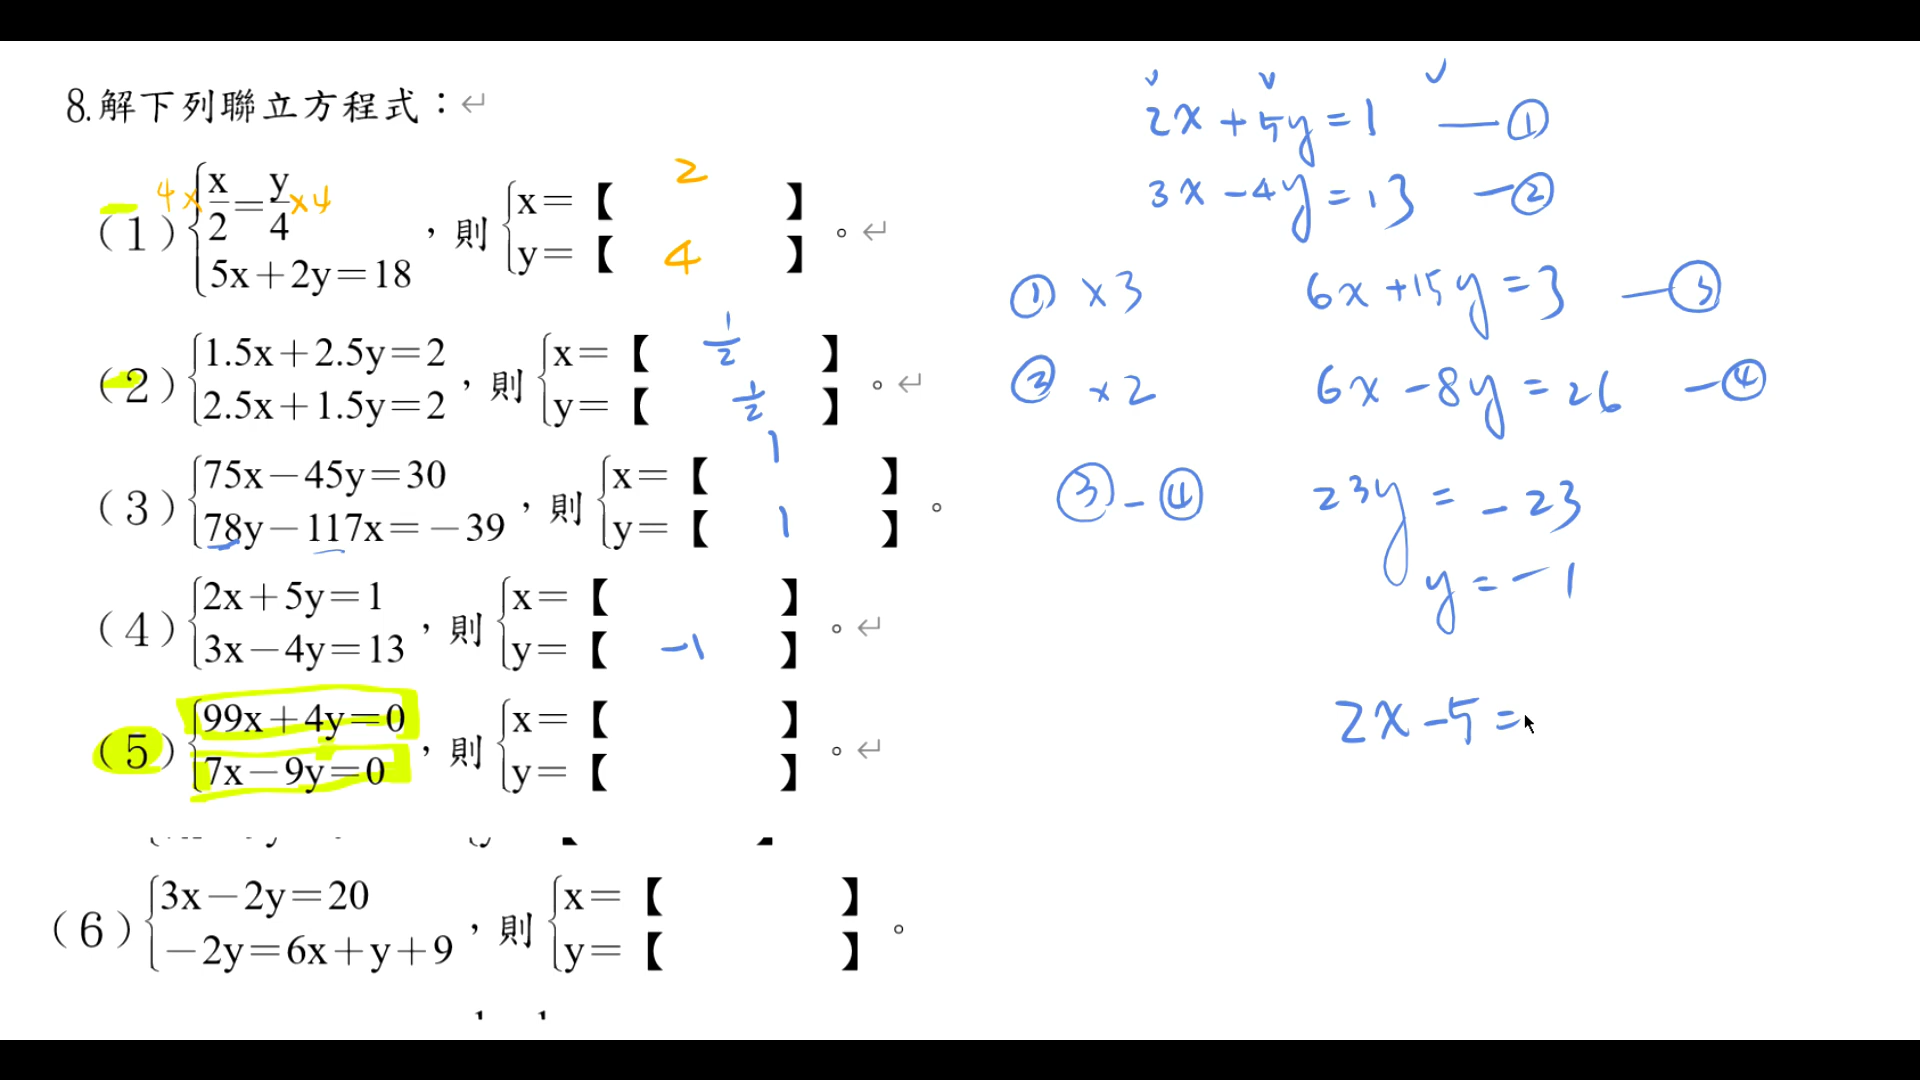 8.解下列聯立方程式：↵
4× x/2=y/4 ×4
(1) 5x+2y=18 ，則 x=【 2 】 y=【 4 】 。↵
(2) 1.5x+2.5y=2 2.5x+1.5y=2 ，則 x=【 1/2 】 y=【 1/2 】 。↵
(3) 75x－45y=30 78y－117x=－39 ，則 x=【 1 】 y=【 1 】 。
(4) 2x+5y=1 3x－4y=13 ，則 x=【 】 y=【 -1 】 。↵
(5) 99x+4y=0 7x－9y=0 ，則 x=【 】 y=【 】 。↵
(6) 3x－2y=20 －2y=6x+y+9 ，則 x=【 】 y=【 】 。
2x+5y=1 —①
3x-4y=13 —②
①×3 6x+15y=3 —③
②×2 6x-8y=26 —④
③-④ 23y=-23
y=-1
2x-5=